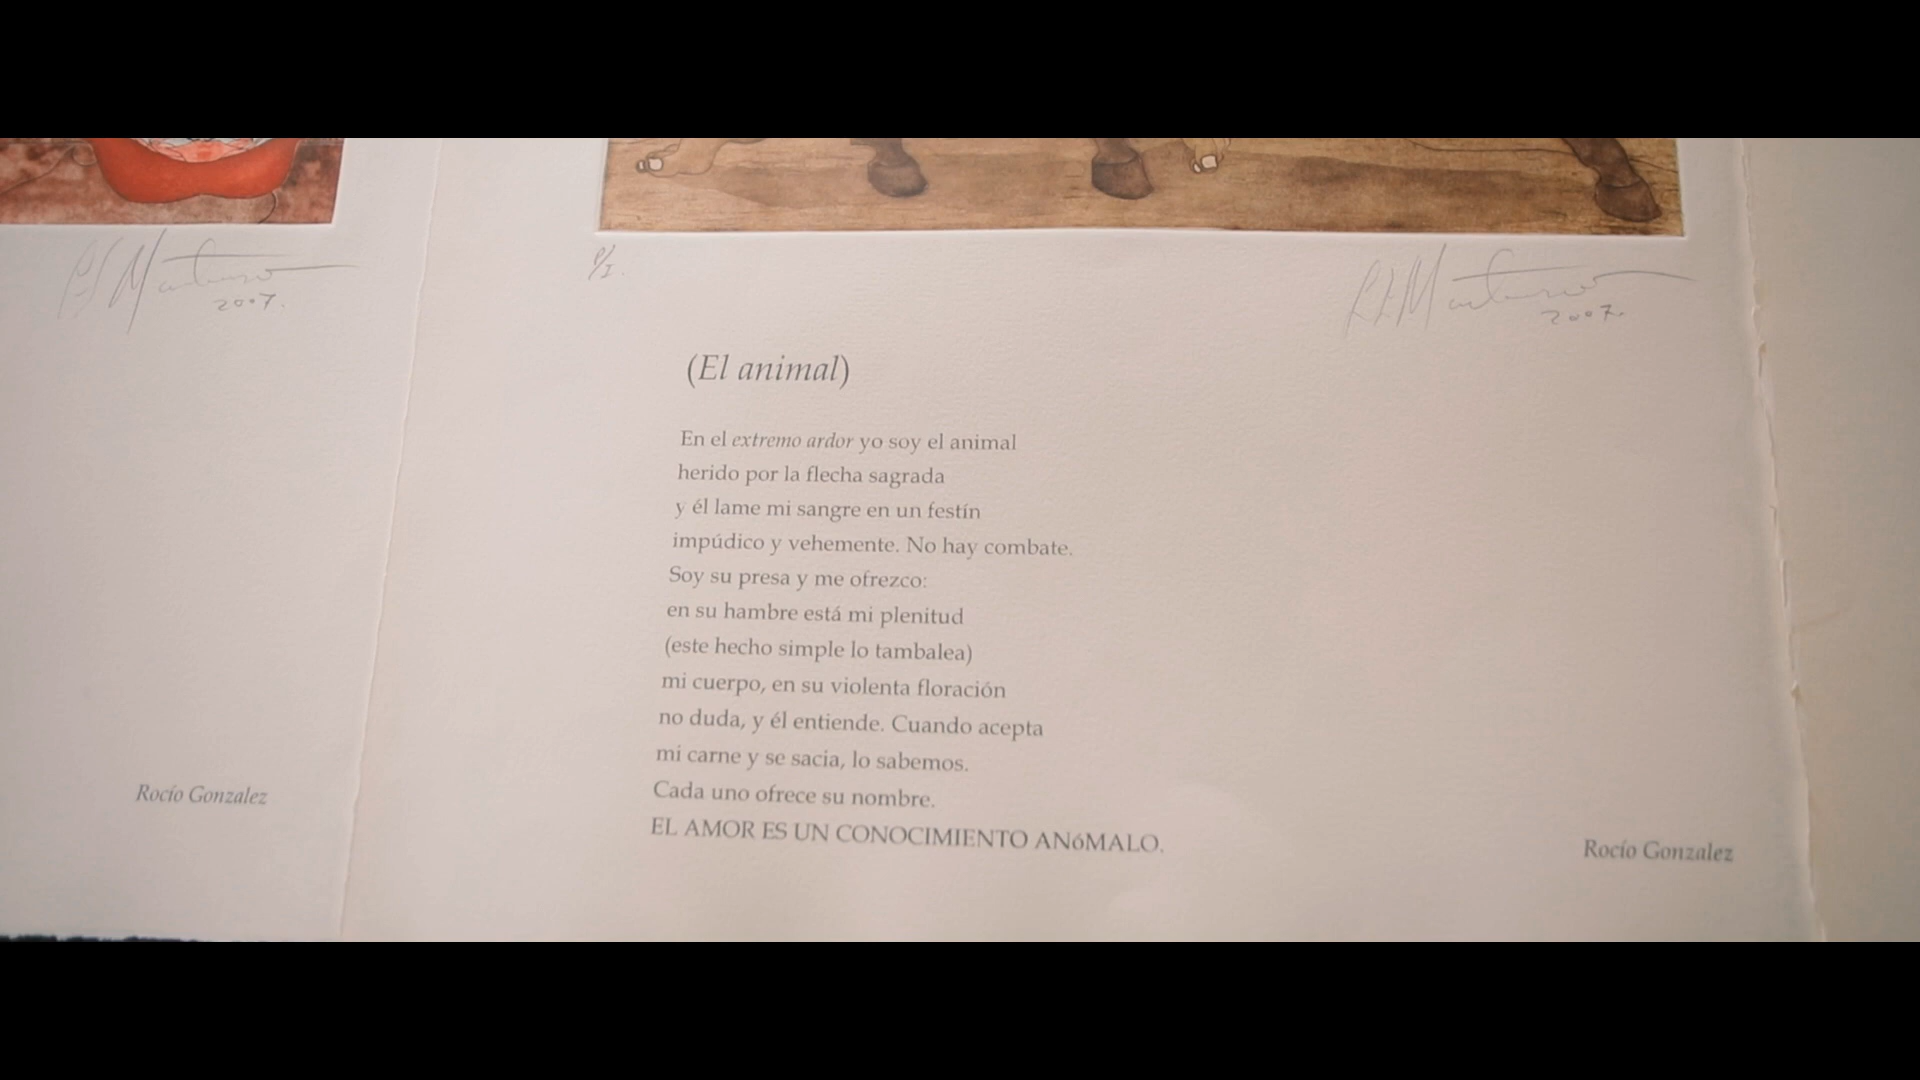 2007.
P/I.
2007.
(El animal)
En el extremo ardor yo soy el animal
herido por la flecha sagrada
y él lame mi sangre en un festín
impúdico y vehemente. No hay combate.
Soy su presa y me ofrezco:
en su hambre está mi plenitud
(este hecho simple lo tambalea)
mi cuerpo, en su violenta floración
no duda, y él entiende. Cuando acepta
mi carne y se sacia, lo sabemos.
Cada uno ofrece su nombre.
EL AMOR ES UN CONOCIMIENTO ANóMALO.
Rocío Gonzalez
Rocío Gonzalez